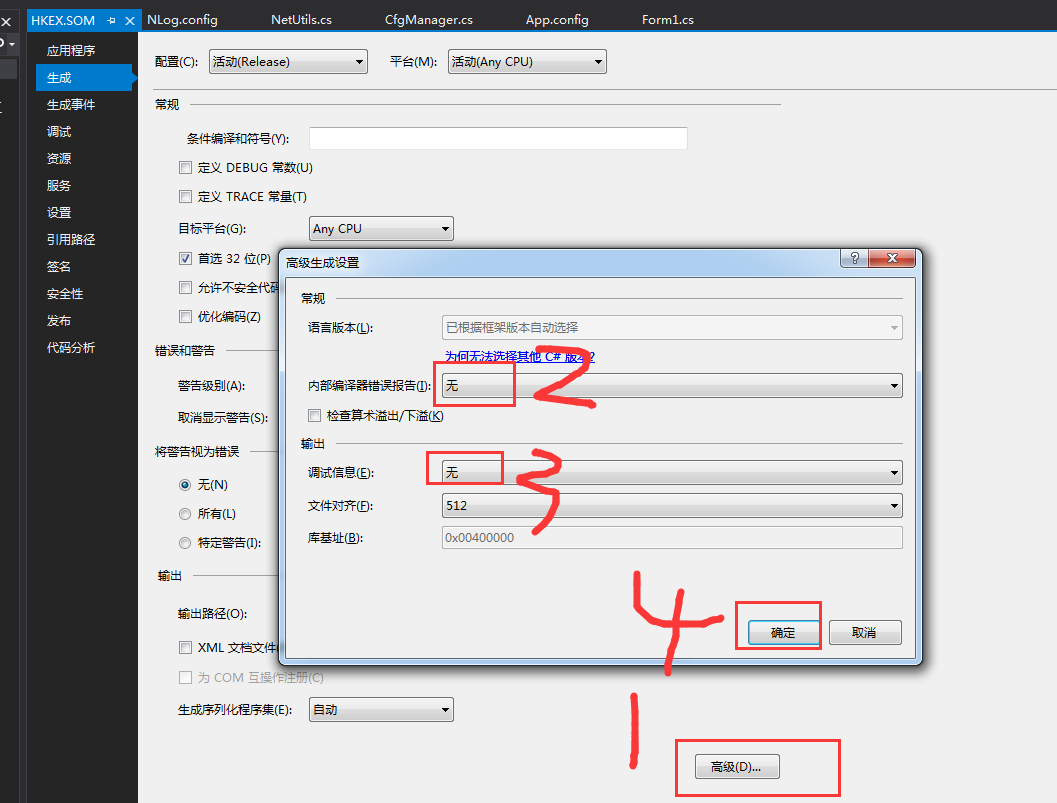 HKEX.SOM NLog.config NetUtils.cs CfgManager.cs App.config Form1.cs
应用程序
生成
生成事件
调试
资源
服务
设置
引用路径
签名
安全性
发布
代码分析
配置(C): 活动(Release) 平台(M): 活动(Any CPU)
常规
条件编译和符号(Y):
定义 DEBUG 常数(U)
定义 TRACE 常量(T)
目标平台(G): Any CPU
首选 32 位(P)
允许不安全代码
优化编码(Z)
错误和警告
警告级别(A):
取消显示警告(S):
将警告视为错误
无(N)
所有(L)
特定警告(I):
输出
输出路径(O):
XML 文档文件
为 COM 互操作注册(C)
生成序列化程序集(E): 自动
高级生成设置
常规
语言版本(L): 已根据框架版本自动选择
为何无法选择其他 C# 版本?
内部编译器错误报告(I): 无 2
检查算术溢出/下溢(K)
输出
调试信息(E): 无 3
文件对齐(F): 512
库基址(B): 0x00400000
4 确定 取消
1 高级(D)...